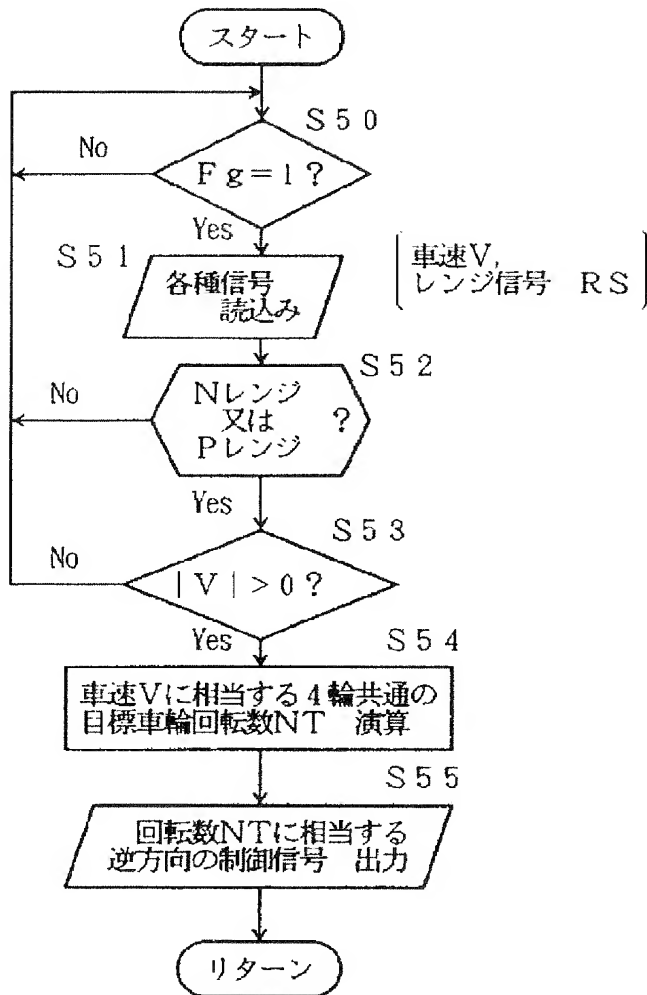 スタート
S50
No
Fg=1?
Yes
S51
各種信号
読込み
車速V,
レンジ信号 RS
S52
No
Nレンジ
又は ?
Pレンジ
Yes
S53
No
|V|>0?
Yes
S54
車速Vに相当する4輪共通の
目標車輪回転数NT 演算
S55
回転数NTに相当する
逆方向の制御信号 出力
リターン